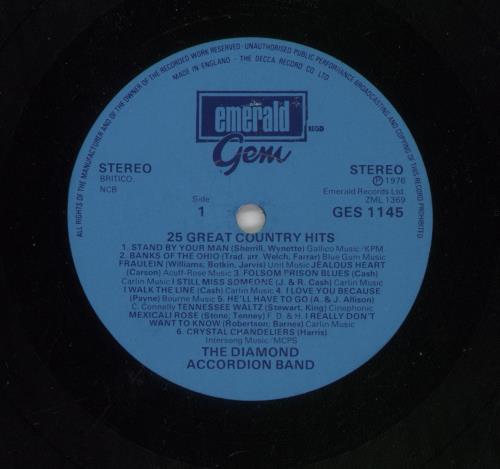 ALL RIGHTS OF THE MANUFACTURER AND OF THE OWNER OF THE RECORDED WORK RESERVED · UNAUTHORISED PUBLIC PERFORMANCE BROADCASTING AND COPYING OF THIS RECORD PROHIBITED
MADE IN ENGLAND · THE DECCA RECORD CO LTD
emerald
REGD
Gem
STEREO
BRITICO.
NCB
STEREO
Ⓟ 1976
Emerald Records Ltd.
ZML 1369
GES 1145
Side
1
25 GREAT COUNTRY HITS
1. STAND BY YOUR MAN (Sherrill, Wynette) Gallico Music/KPM
2. BANKS OF THE OHIO (Trad. arr. Welch, Farrar) Blue Gum Music
FRAULEIN (Williams, Botkin, Jarvis) Unit Music JEALOUS HEART
(Carson) Acuff-Rose Music 3. FOLSOM PRISON BLUES (Cash)
Carlin Music I STILL MISS SOMEONE (J. & R. Cash) Carlin Music
I WALK THE LINE (Cash) Carlin Music 4. I LOVE YOU BECAUSE
(Payne) Bourne Music 5. HE'LL HAVE TO GO (A. & J. Allison)
C. Connelly TENNESSEE WALTZ (Stewart, King) Cinephonic
MEXICALI ROSE (Stone, Tenney) F. D. & H. I REALLY DON'T
WANT TO KNOW (Robertson, Barnes) Carlin Music
6. CRYSTAL CHANDELIERS (Harris)
Intersong Music/MCPS
THE DIAMOND
ACCORDION BAND